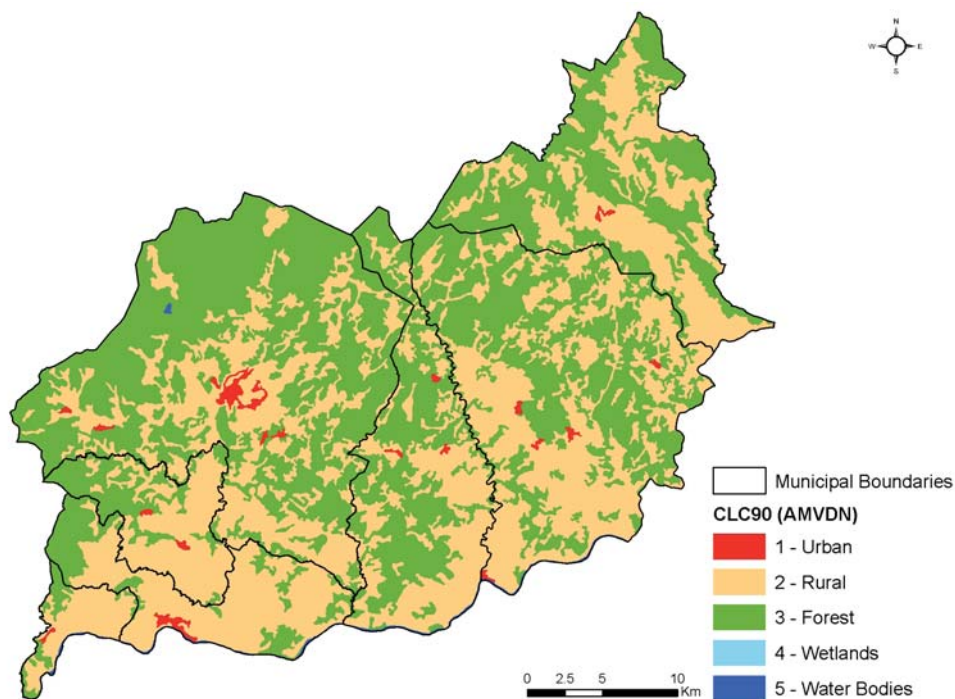 N
W E
S
Municipal Boundaries
CLC90 (AMVDN)
1 - Urban
2 - Rural
3 - Forest
4 - Wetlands
5 - Water Bodies
0 2.5 5 10
Km